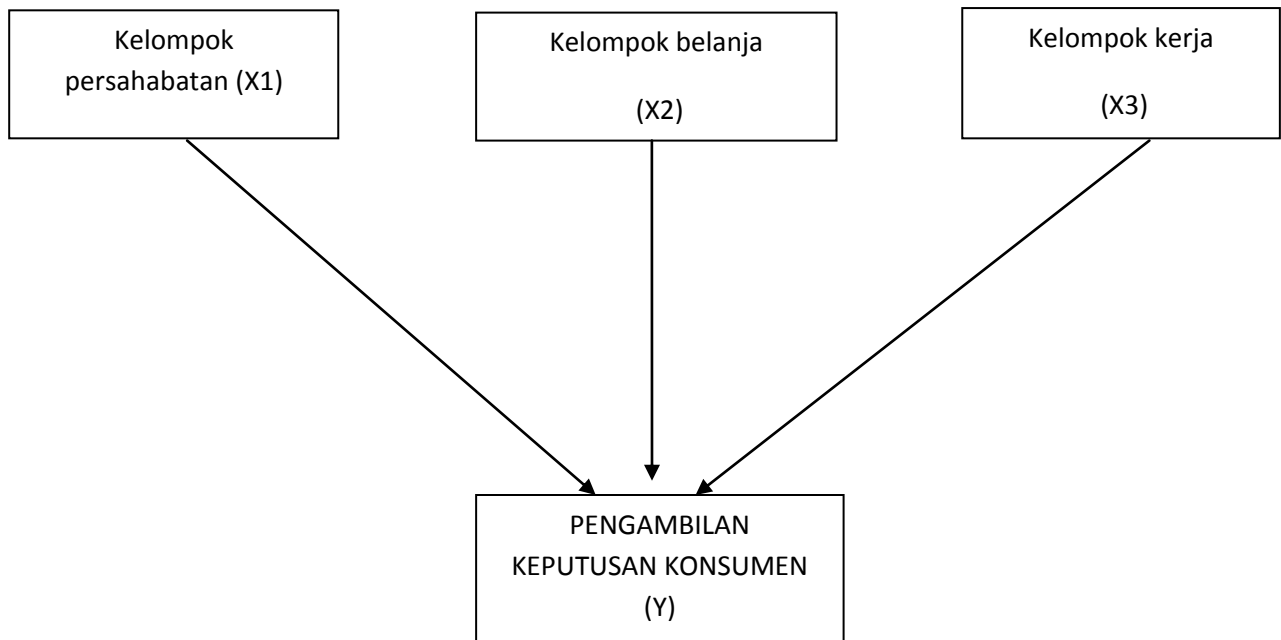 Kelompok
persahabatan (X1)
Kelompok belanja
(X2)
Kelompok kerja
(X3)
PENGAMBILAN
KEPUTUSAN KONSUMEN
(Y)